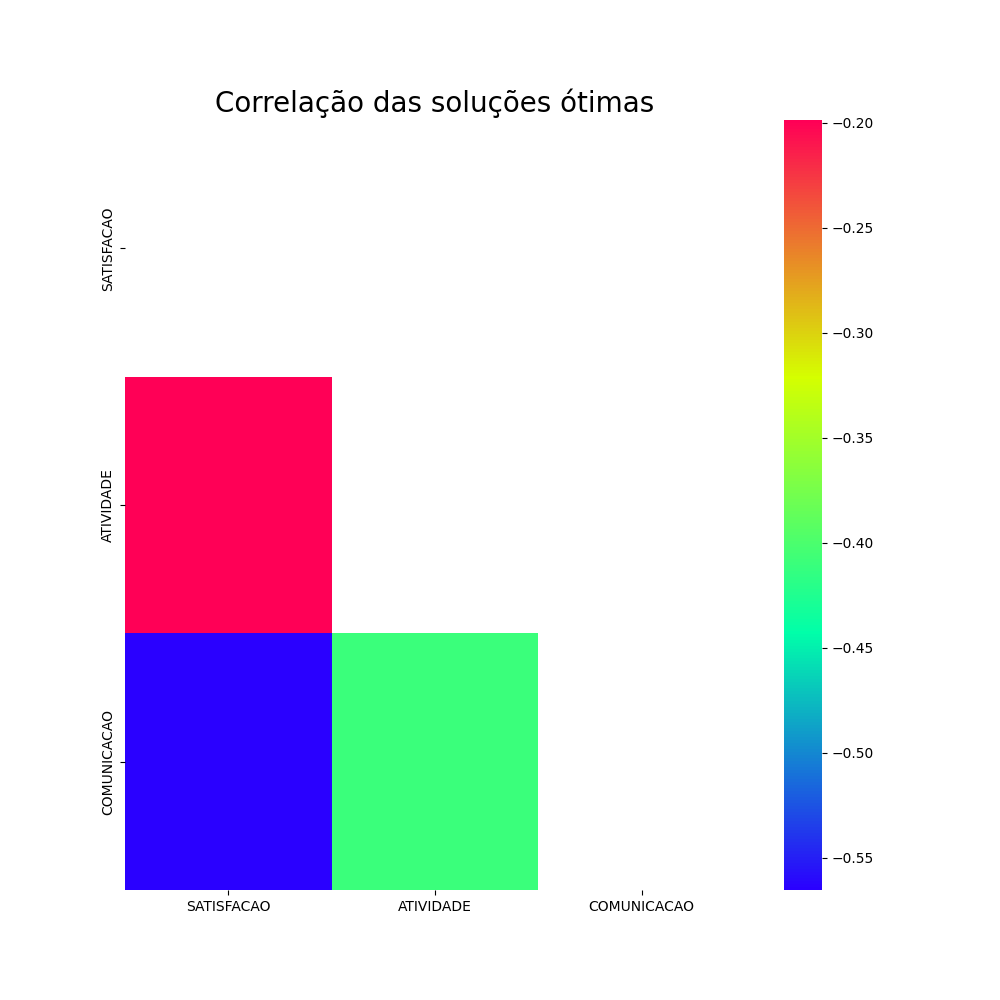 Correlação das soluções ótimas
SATISFACAO
ATIVIDADE
COMUNICACAO
SATISFACAO
ATIVIDADE
COMUNICACAO
−0.20
−0.25
−0.30
−0.35
−0.40
−0.45
−0.50
−0.55